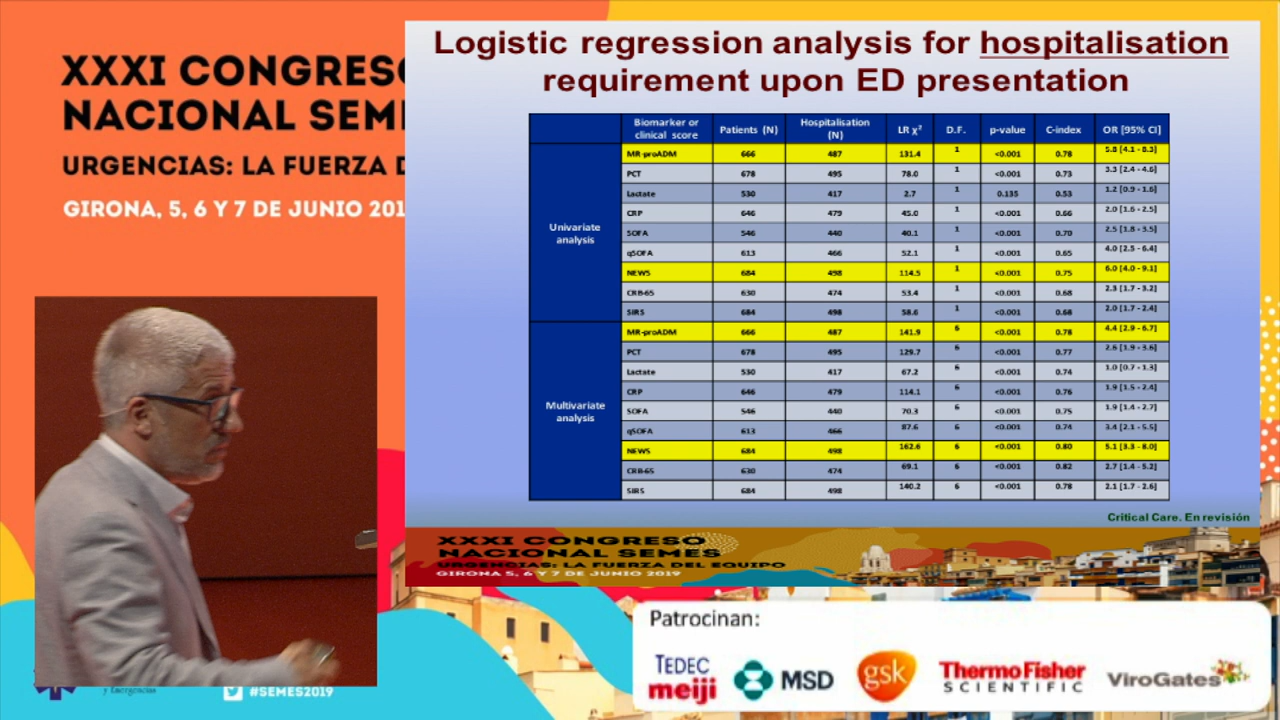 XXXI CONGRESO
NACIONAL SEM
URGENCIAS: LA FUERZA D
GIRONA, 5, 6 Y 7 DE JUNIO 201
Logistic regression analysis for hospitalisation
requirement upon ED presentation
Biomarker or clinical score Patients (N) Hospitalisation (N) LR χ² D.F. p-value C-index OR [95% CI]
Univariate analysis
MR-proADM 666 487 131.4 1 <0.001 0.78 5.8 [4.1 - 8.3]
PCT 678 495 78.0 1 <0.001 0.73 3.3 [2.4 - 4.6]
Lactate 530 417 2.7 1 0.135 0.53 1.2 [0.9 - 1.6]
CRP 646 479 45.0 1 <0.001 0.66 2.0 [1.6 - 2.5]
SOFA 546 440 40.1 1 <0.001 0.70 2.5 [1.8 - 3.5]
qSOFA 613 466 52.1 1 <0.001 0.65 4.0 [2.5 - 6.4]
NEWS 684 498 114.5 1 <0.001 0.75 6.0 [4.0 - 9.1]
CRB-65 630 474 53.4 1 <0.001 0.68 2.3 [1.7 - 3.2]
SIRS 684 498 58.6 1 <0.001 0.68 2.0 [1.7 - 2.4]
Multivariate analysis
MR-proADM 666 487 141.9 6 <0.001 0.78 4.4 [2.9 - 6.7]
PCT 678 495 129.7 6 <0.001 0.77 2.6 [1.9 - 3.6]
Lactate 530 417 67.2 6 <0.001 0.74 1.0 [0.7 - 1.3]
CRP 646 479 114.1 6 <0.001 0.76 1.9 [1.5 - 2.4]
SOFA 546 440 70.3 6 <0.001 0.75 1.9 [1.4 - 2.7]
qSOFA 613 466 87.6 6 <0.001 0.74 3.4 [2.1 - 5.5]
NEWS 684 498 162.6 6 <0.001 0.80 5.1 [3.3 - 8.0]
CRB-65 630 474 69.1 6 <0.001 0.82 2.7 [1.4 - 5.2]
SIRS 684 498 140.2 6 <0.001 0.78 2.1 [1.7 - 2.6]
Critical Care. En revisión
XXXI CONGRESO
NACIONAL SEMES
URGENCIAS: LA FUERZA DEL EQUIPO
GIRONA 5, 6 Y 7 DE JUNIO 2019
Patrocinan:
TEDEC meiji
MSD
gsk
ThermoFisher SCIENTIFIC
ViroGates
y Emergencias
#SEMES2019